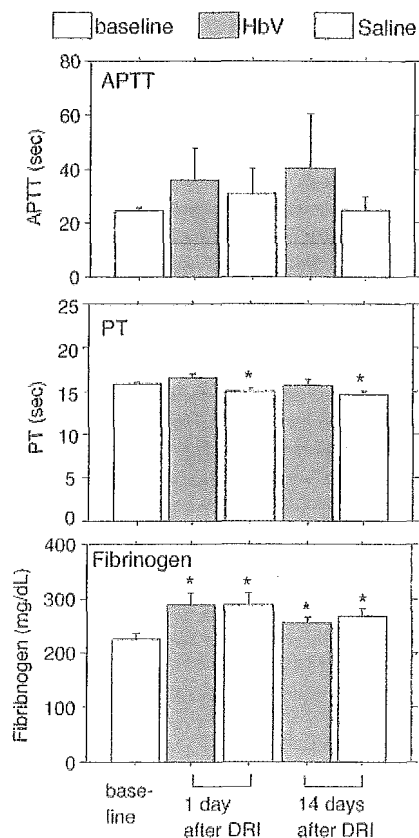 baseline HbV Saline
80
60
40
20
0
APTT (sec)
APTT
25
20
15
10
5
0
PT (sec)
PT
* *
400
300
200
100
0
Fibribnogen (mg/dL)
Fibrinogen
* * * *
base-
line
1 day
after DRI
14 days
after DRI